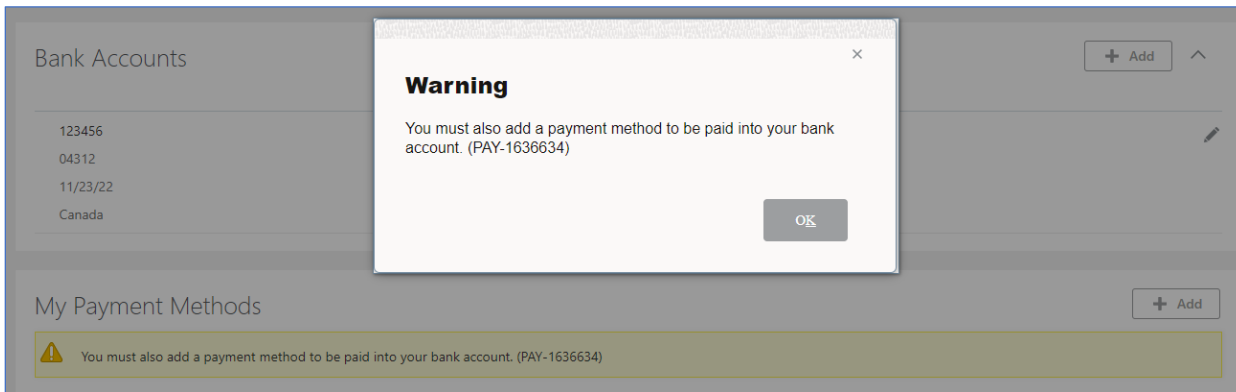 Bank Accounts
+ Add
×
Warning
You must also add a payment method to be paid into your bank
account. (PAY-1636634)
OK
123456
04312
11/23/22
Canada
My Payment Methods
+ Add
You must also add a payment method to be paid into your bank account. (PAY-1636634)